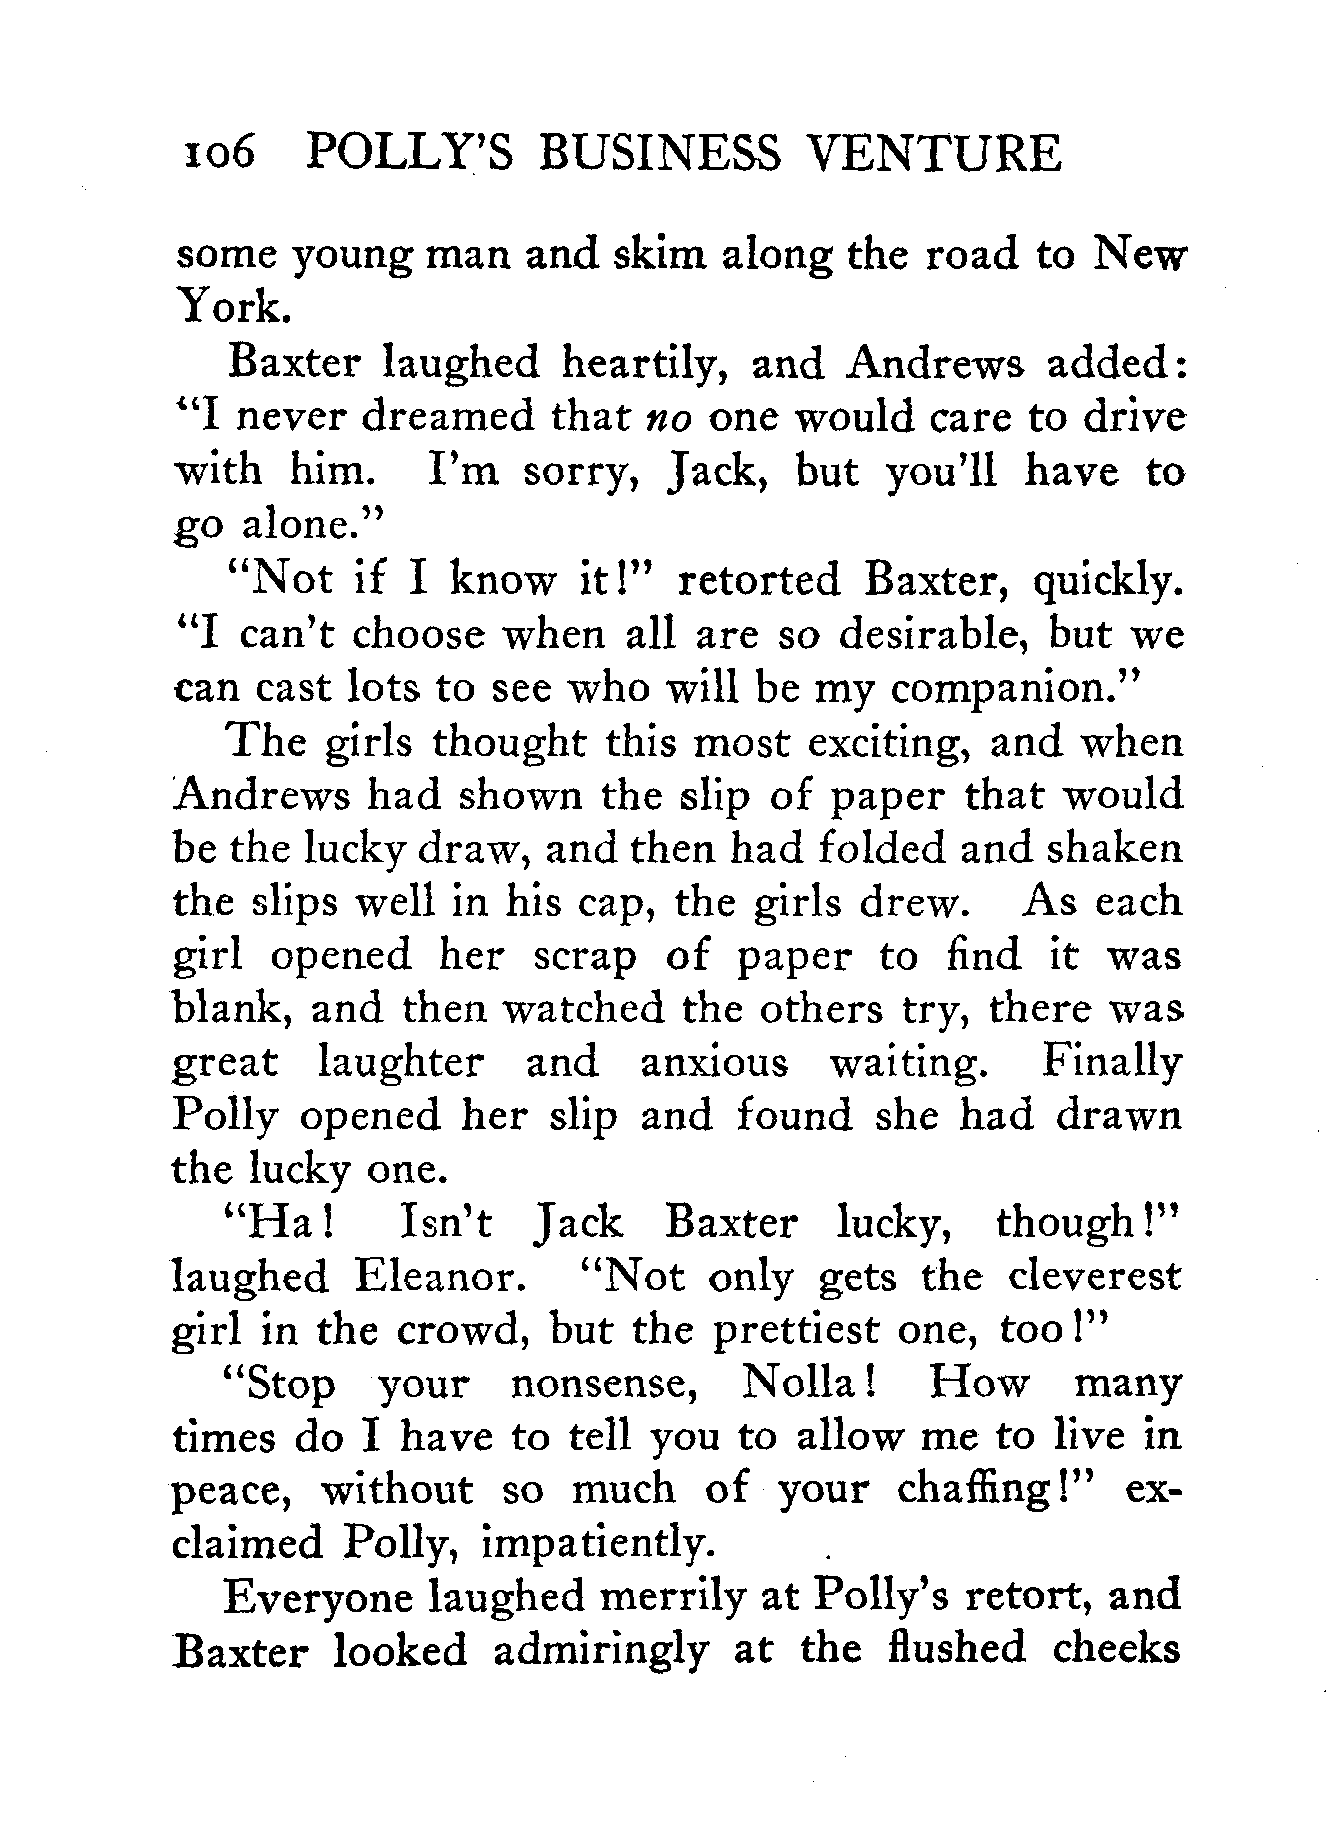 106 POLLY'S BUSINESS VENTURE
some young man and skim along the road to New
York.
Baxter laughed heartily, and Andrews added:
“I never dreamed that no one would care to drive
with him. I'm sorry, Jack, but you'll have to
go alone.”
“Not if I know it!” retorted Baxter, quickly.
“I can't choose when all are so desirable, but we
can cast lots to see who will be my companion.”
The girls thought this most exciting, and when
Andrews had shown the slip of paper that would
be the lucky draw, and then had folded and shaken
the slips well in his cap, the girls drew. As each
girl opened her scrap of paper to find it was
blank, and then watched the others try, there was
great laughter and anxious waiting. Finally
Polly opened her slip and found she had drawn
the lucky one.
“Ha! Isn't Jack Baxter lucky, though!”
laughed Eleanor. “Not only gets the cleverest
girl in the crowd, but the prettiest one, too!”
“Stop your nonsense, Nolla! How many
times do I have to tell you to allow me to live in
peace, without so much of your chaffing!” ex-
claimed Polly, impatiently.
Everyone laughed merrily at Polly's retort, and
Baxter looked admiringly at the flushed cheeks